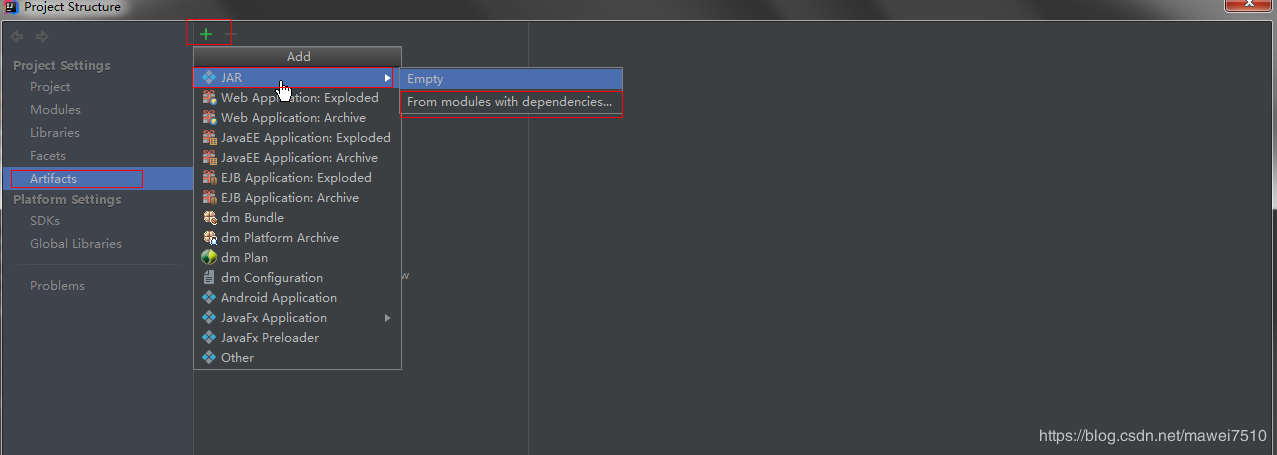 Project Structure
Project Settings
Project
Modules
Libraries
Facets
Artifacts
Platform Settings
SDKs
Global Libraries
Problems
Add
JAR
Web Application: Exploded
Web Application: Archive
JavaEE Application: Exploded
JavaEE Application: Archive
EJB Application: Exploded
EJB Application: Archive
dm Bundle
dm Platform Archive
dm Plan
dm Configuration
Android Application
JavaFx Application
JavaFx Preloader
Other
Empty
From modules with dependencies...
w
https://blog.csdn.net/mawei7510